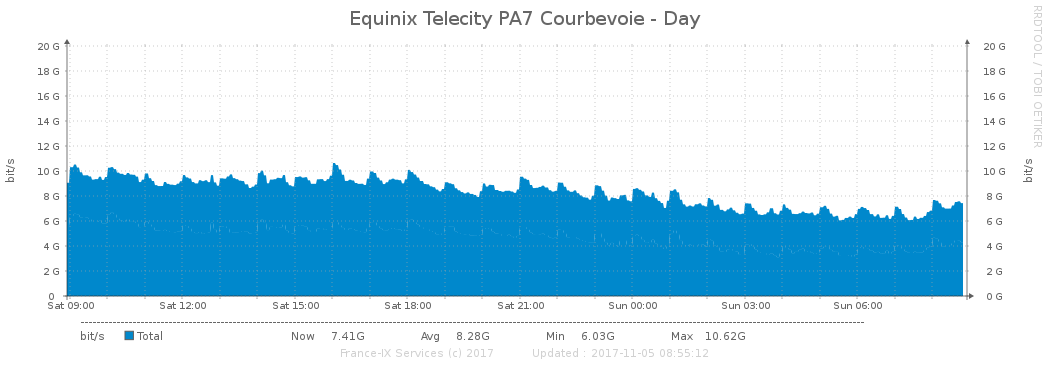 Equinix Telecity PA7 Courbevoie - Day
RRDTOOL / TOBI OETIKER
bit/s
20 G
18 G
16 G
14 G
12 G
10 G
8 G
6 G
4 G
2 G
0
20 G
18 G
16 G
14 G
12 G
10 G
8 G
6 G
4 G
2 G
0 G
bit/s
Sat 09:00 Sat 12:00 Sat 15:00 Sat 18:00 Sat 21:00 Sun 00:00 Sun 03:00 Sun 06:00
bit/s Total Now 7.41G Avg 8.28G Min 6.03G Max 10.62G
France-IX Services (c) 2017 Updated : 2017-11-05 08:55:12